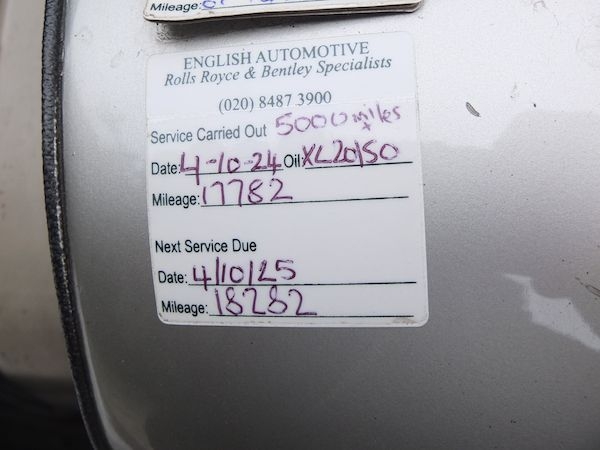 Mileage:
ENGLISH AUTOMOTIVE
Rolls Royce & Bentley Specialists
(020) 8487 3900
Service Carried Out 5000 miles +
Date: 4-10-24 Oil: XL20/50
Mileage: 17782
Next Service Due
Date: 4/10/25
Mileage: 18282